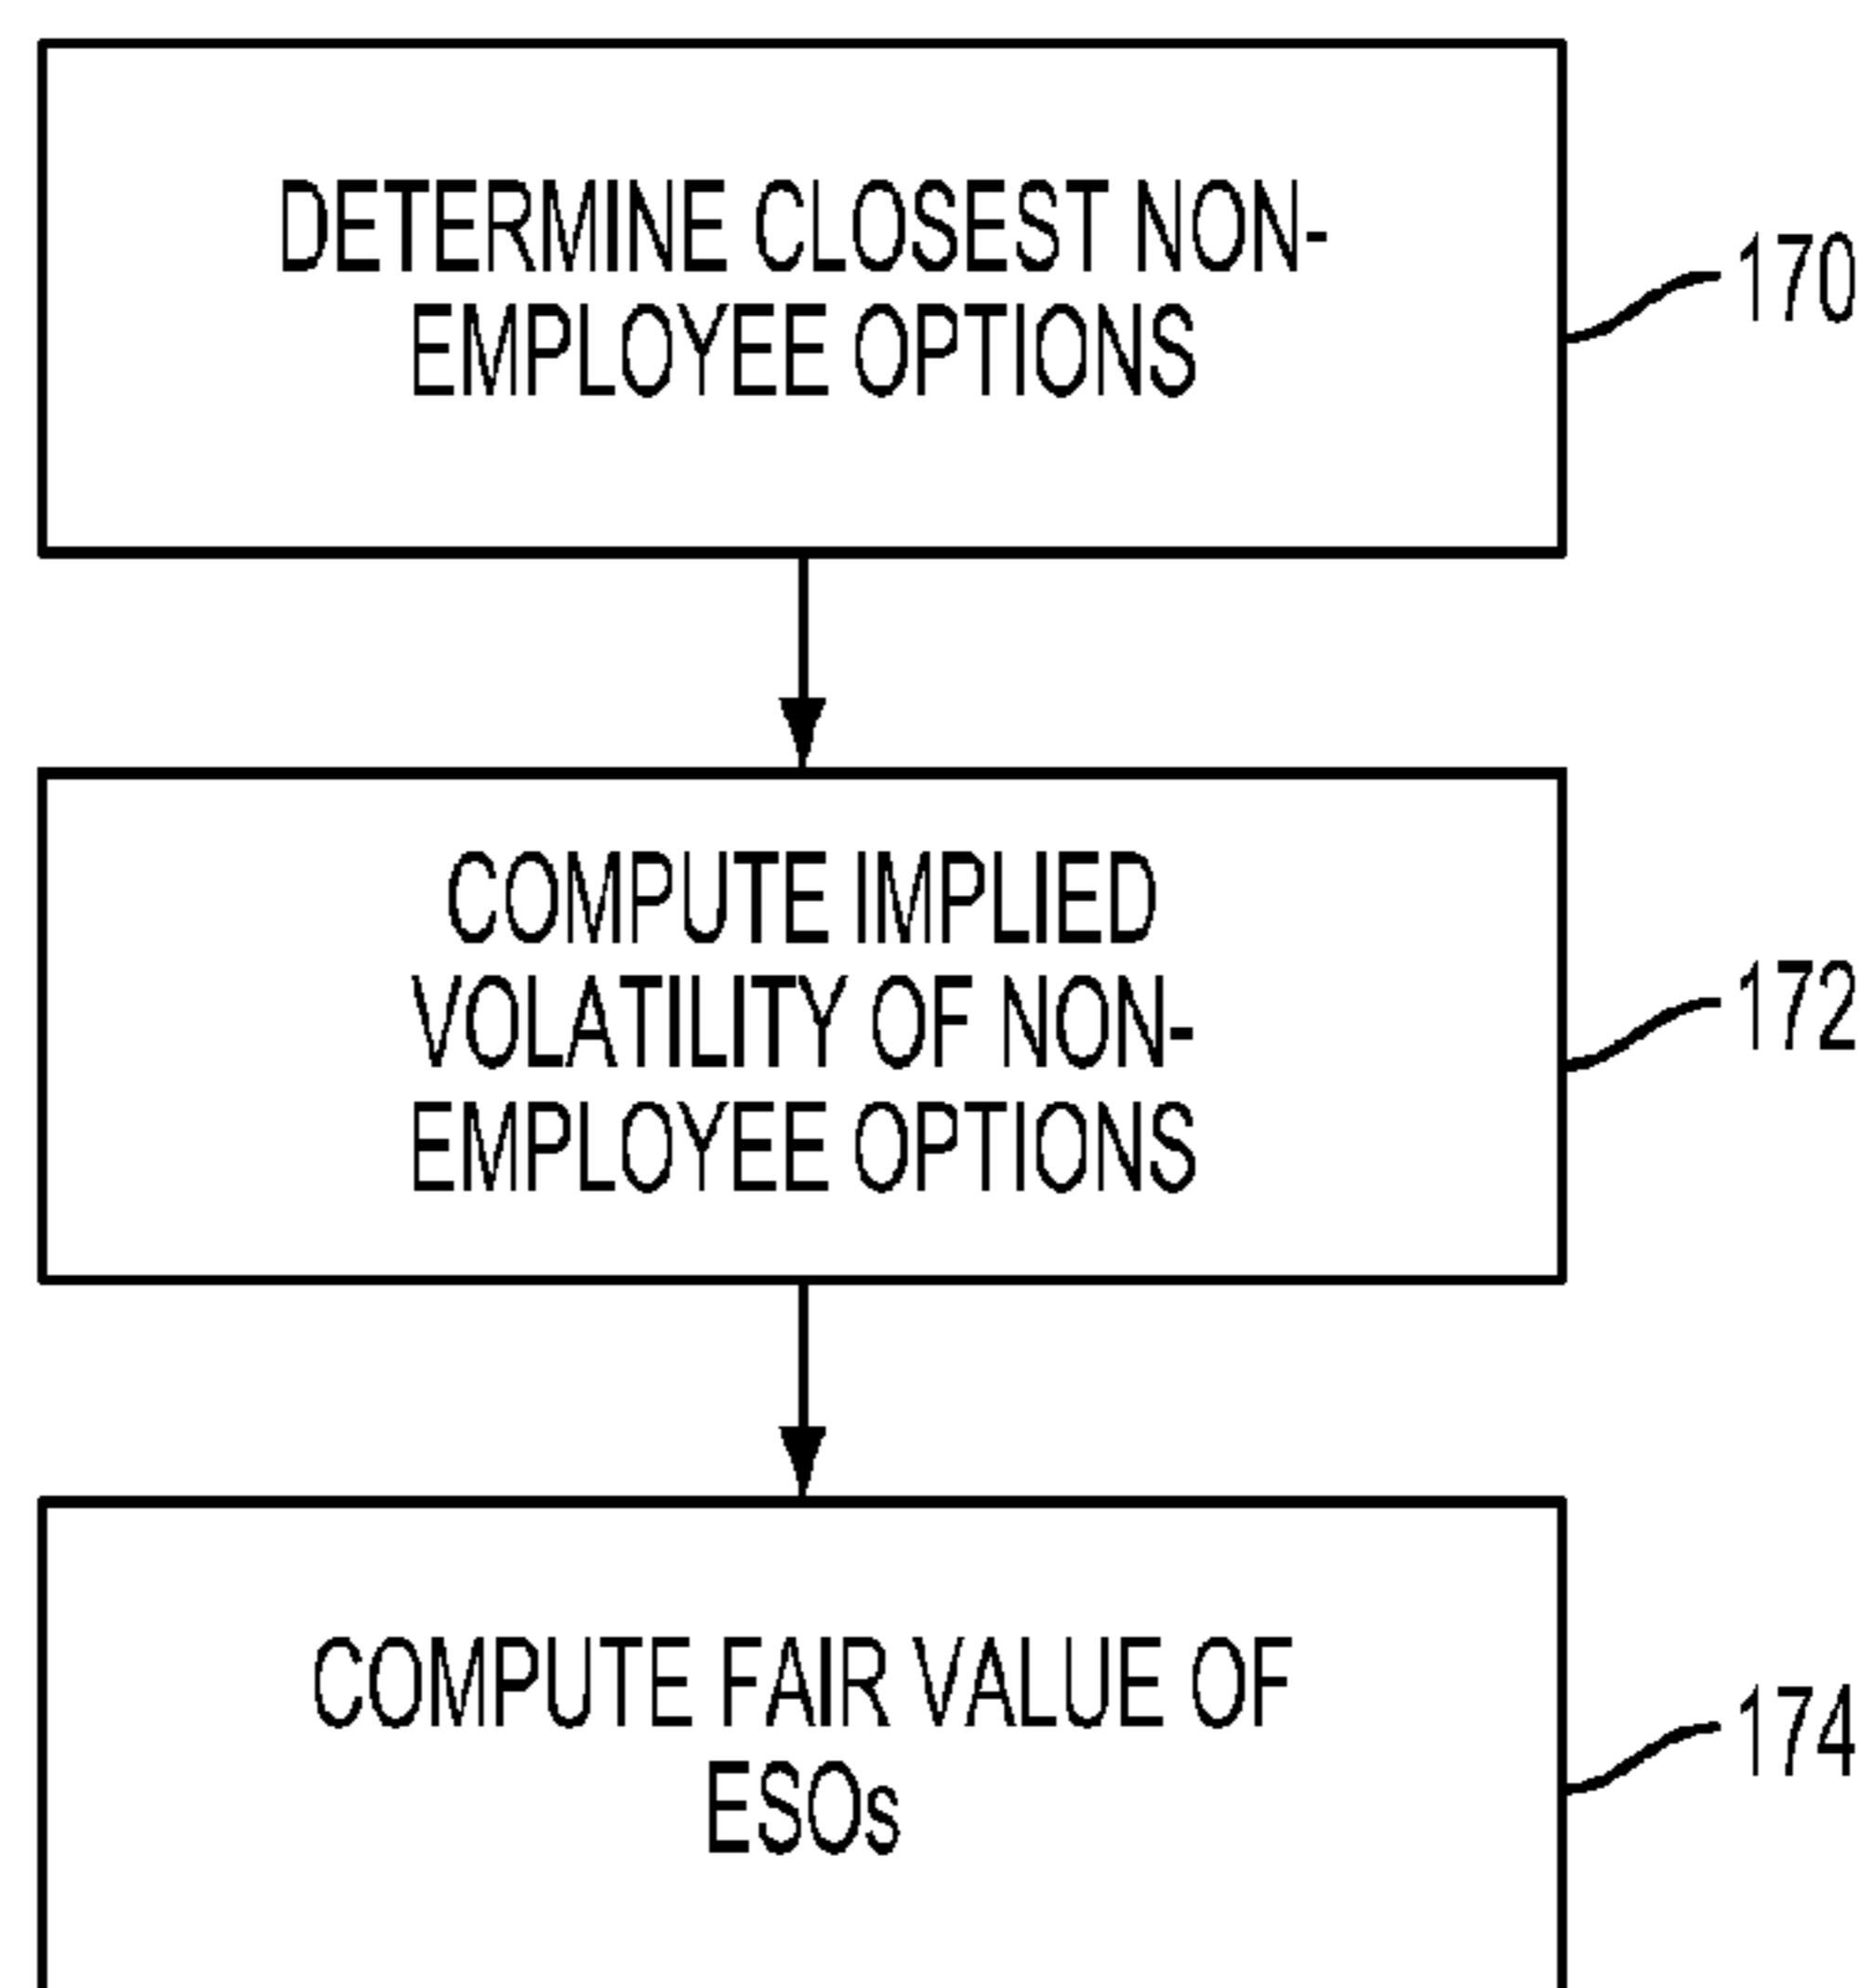 DETERMINE CLOSEST NON-
EMPLOYEE OPTIONS
170
COMPUTE IMPLIED
VOLATILITY OF NON-
EMPLOYEE OPTIONS
172
COMPUTE FAIR VALUE OF
ESOs
174